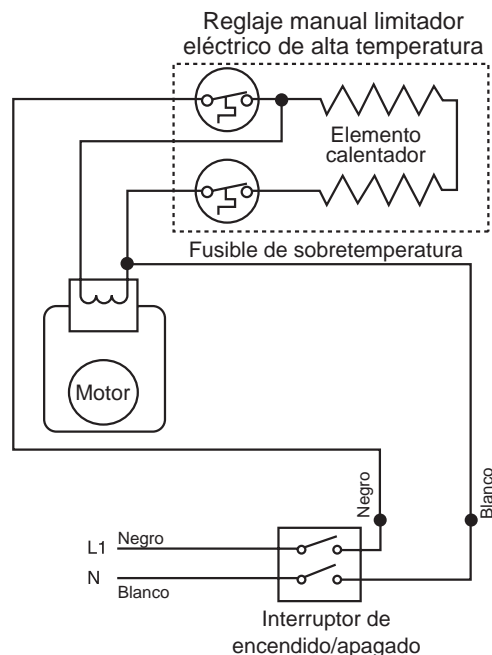 Reglaje manual limitador
eléctrico de alta temperatura
Elemento
calentador
Fusible de sobretemperatura
Motor
Negro
Blanco
L1
Negro
N
Blanco
Interruptor de
encendido/apagado